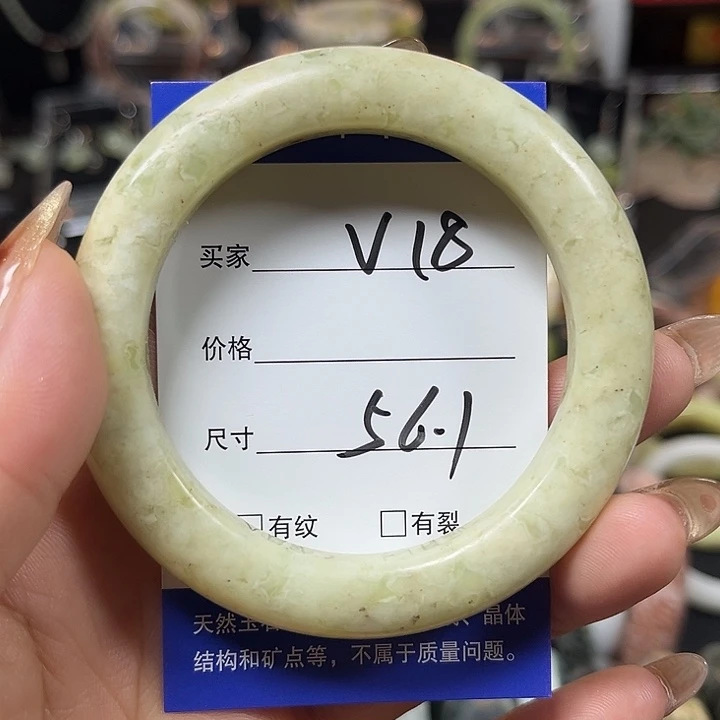 买家 V18
价格
尺寸 56.1
□有纹 □有裂
天然玉 、晶体
结构和矿点等，不属于质量问题。